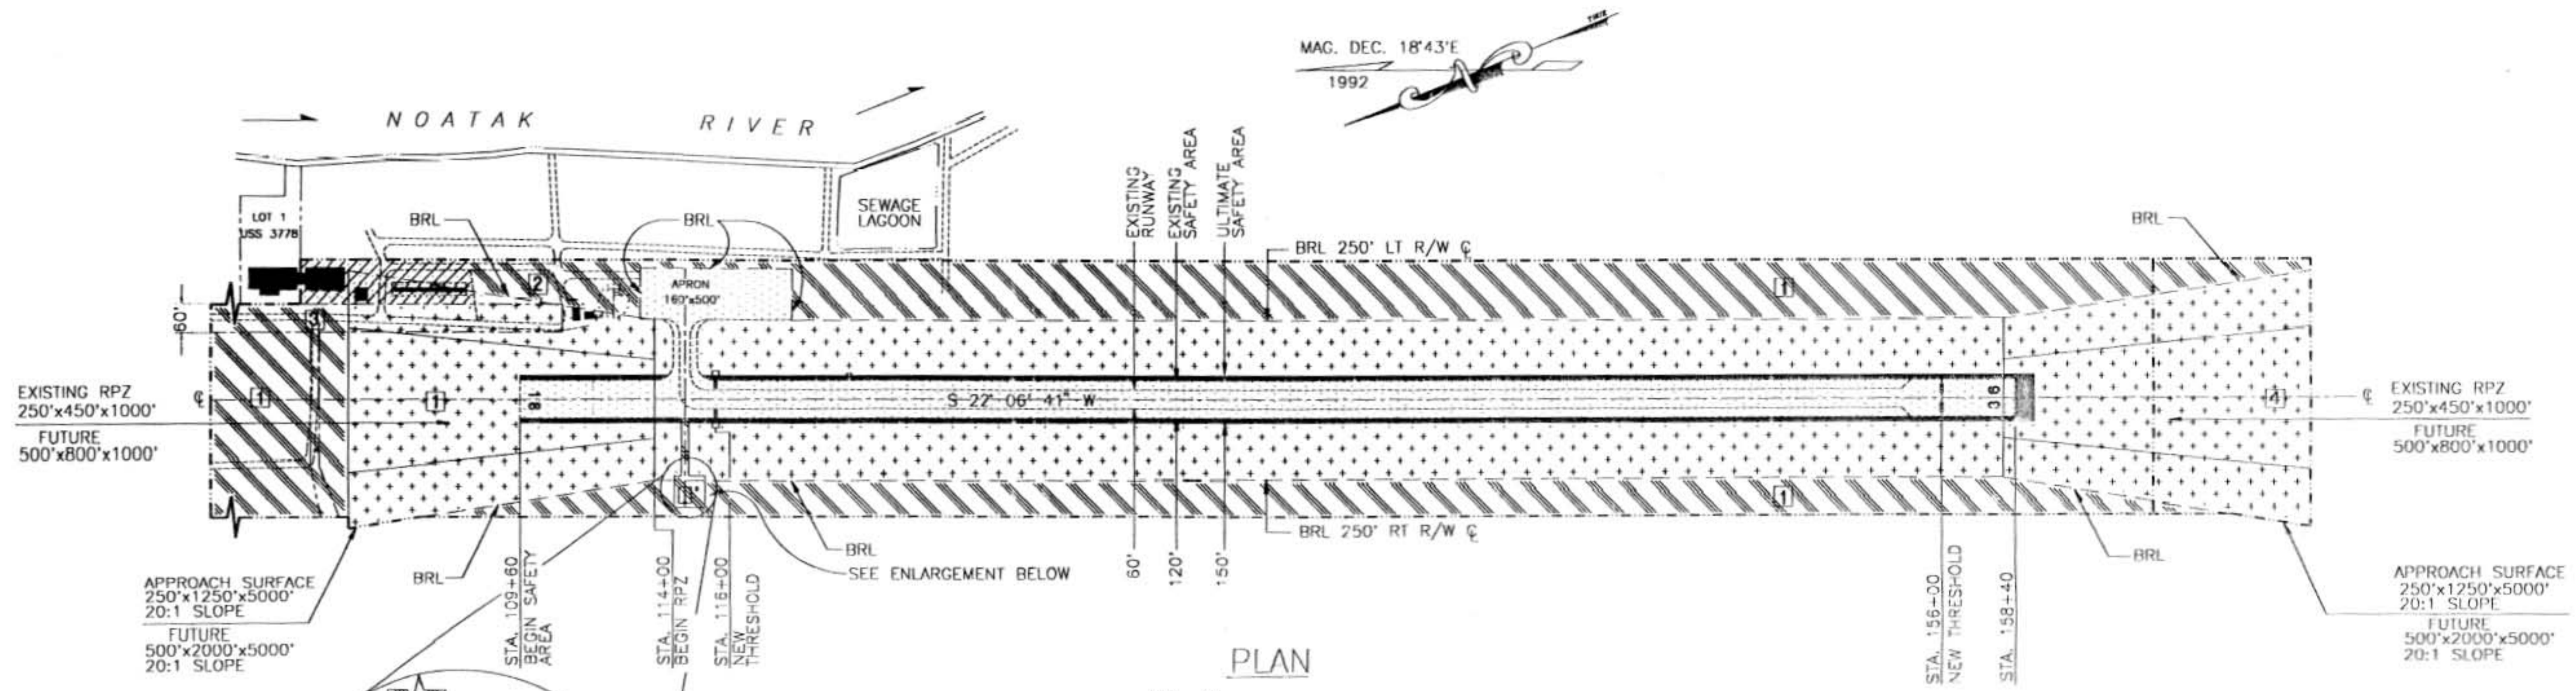 MAG. DEC. 18°43'E
1992
TRUE
NOATAK RIVER
LOT 1
USS 3778
BRL
BRL
SEWAGE
LAGOON
EXISTING
RUNWAY
EXISTING
SAFETY AREA
ULTIMATE
SAFETY AREA
BRL 250' LT R/W ℄
BRL
2
APRON
160'x500'
1
60'
3
EXISTING RPZ
250'x450'x1000'
FUTURE
500'x800'x1000'
℄
1
1
18
S 22° 06' 41" W
36
4
℄
EXISTING RPZ
250'x450'x1000'
FUTURE
500'x800'x1000'
1
1
BRL 250' RT R/W ℄
BRL
BRL
BRL
SEE ENLARGEMENT BELOW
60'
120'
150'
APPROACH SURFACE
250'x1250'x5000'
20:1 SLOPE
FUTURE
500'x2000'x5000'
20:1 SLOPE
STA. 109+60
BEGIN SAFETY
AREA
STA. 114+00
BEGIN RPZ
STA. 116+00
NEW
THRESHOLD
STA. 156+00
NEW THRESHOLD
STA. 158+40
APPROACH SURFACE
250'x1250'x5000'
20:1 SLOPE
FUTURE
500'x2000'x5000'
20:1 SLOPE
PLAN